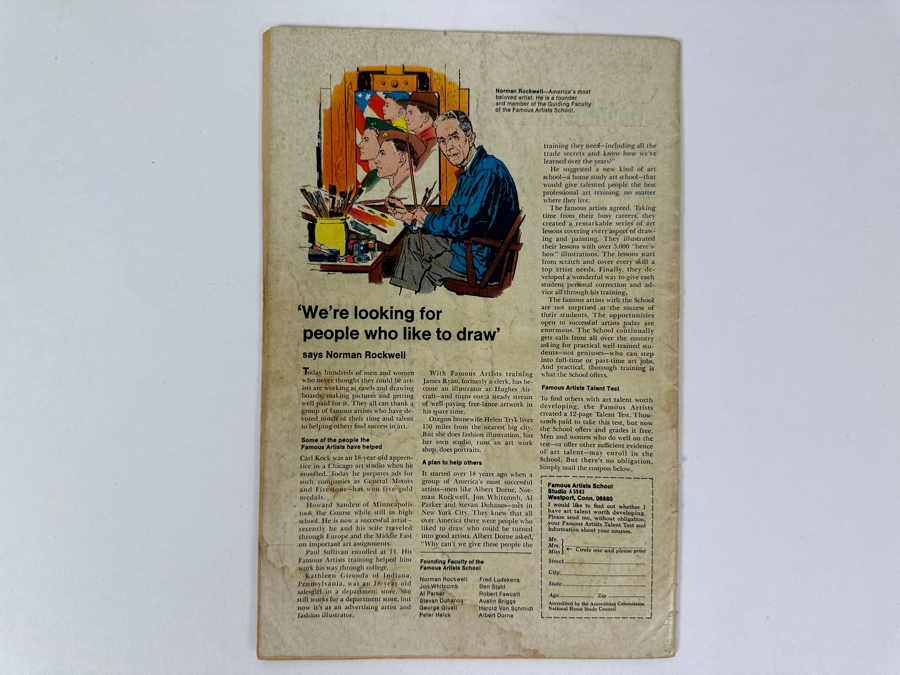 Norman Rockwell—America's most
beloved artist. He is a founder
and member of the Guiding Faculty
of the Famous Artists School.
'We're looking for
people who like to draw'
says Norman Rockwell
Today hundreds of men and women
who never thought they could be art-
ists are working at easels and drawing
boards, making pictures and getting
well paid for it. They all can thank a
group of famous artists who have de-
voted much of their time and talent
to helping others find success in art.
Some of the people the
Famous Artists have helped
Carl Kock was an 18-year-old appren-
tice in a Chicago art studio when he
enrolled. Today he prepares ads for
such companies as General Motors
and Firestone—has won five gold
medals.
Howard Sanden of Minneapolis
took the Course while still in high
school. He is now a successful artist—
recently he and his wife traveled
through Europe and the Middle East
on important art assignments.
Paul Sullivan enrolled at 41. His
Famous Artists training helped him
work his way through college.
Kathleen Gironda of Indiana,
Pennsylvania, was an 18-year old
salesgirl in a department store. She
still works for a department store, but
now it's as an advertising artist and
fashion illustrator.
With Famous Artists training
James Ryan, formerly a clerk, has be-
come an illustrator at Hughes Air-
craft—and turns out a steady stream
of well-paying free-lance artwork in
his spare time.
Oregon housewife Helen Tryk lives
150 miles from the nearest big city.
But she does fashion illustration, has
her own studio, runs an art work
shop, does portraits.
A plan to help others
It started over 18 years ago when a
group of America's most successful
artists—men like Albert Dorne, Nor-
man Rockwell, Jon Whitcomb, Al
Parker and Stevan Dohanos—met in
New York City. They knew that all
over America there were people who
liked to draw who could be turned
into good artists. Albert Dorne asked,
"Why can't we give these people the
Founding Faculty of the
Famous Artists School
Norman Rockwell
Jon Whitcomb
Al Parker
Stevan Dohanos
George Giusti
Peter Helck
Fred Ludekens
Ben Stahl
Robert Fawcett
Austin Briggs
Harold Von Schmidt
Albert Dorne
training they need—including all the
trade secrets and know-how we've
learned over the years?"
He suggested a new kind of art
school—a home study art school—that
would give talented people the best
professional art training, no matter
where they live.
The famous artists agreed. Taking
time from their busy careers, they
created a remarkable series of art
lessons covering every aspect of draw-
ing and painting. They illustrated
their lessons with over 5,000 "here's-
how" illustrations. The lessons start
from scratch and cover every skill a
top artist needs. Finally, they de-
veloped a wonderful way to give each
student personal correction and ad-
vice all through his training.
The famous artists with the School
are not surprised at the success of
their students. The opportunities
open to successful artists today are
enormous. The School continually
gets calls from all over the country
asking for practical well-trained stu-
dents—not geniuses—who can step
into full-time or part-time art jobs.
And practical, thorough training is
what the School offers.
Famous Artists Talent Test
To find others with art talent worth
developing, the Famous Artists
created a 12-page Talent Test. Thou-
sands paid to take this test, but now
the School offers and grades it free.
Men and women who do well on the
test—or offer other sufficient evidence
of art talent—may enroll in the
School. But there's no obligation.
Simply mail the coupon below.
Famous Artists School
Studio
Westport, Conn. 06880
I would like to find out whether I
have art talent worth developing.
Please send me, without obligation,
your Famous Artists Talent Test and
information about your courses.
Mr.
Mrs.
Miss
← Circle one and please print
Street
City
State
Age Zip
Accredited by the Accrediting Commission
National Home Study Council